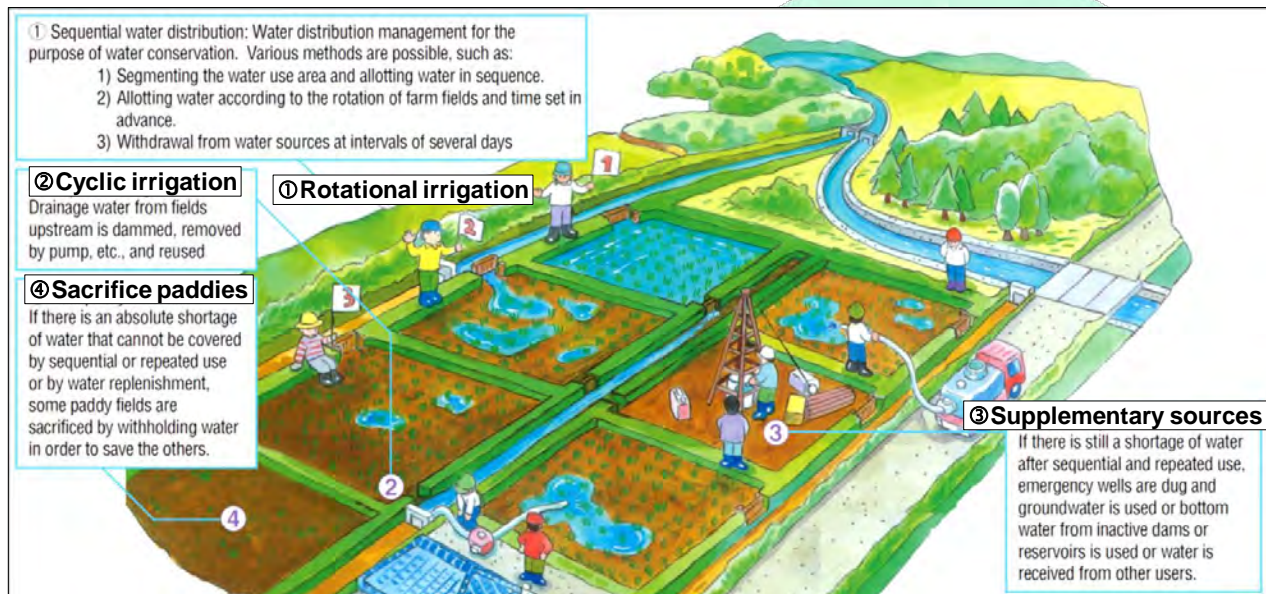 ① Sequential water distribution: Water distribution management for the
purpose of water conservation. Various methods are possible, such as:
1) Segmenting the water use area and allotting water in sequence.
2) Allotting water according to the rotation of farm fields and time set in
advance.
3) Withdrawal from water sources at intervals of several days
②Cyclic irrigation
Drainage water from fields
upstream is dammed, removed
by pump, etc., and reused
①Rotational irrigation
④Sacrifice paddies
If there is an absolute shortage
of water that cannot be covered
by sequential or repeated use
or by water replenishment,
some paddy fields are
sacrificed by withholding water
in order to save the others.
1
2
3
③Supplementary sources
If there is still a shortage of water
after sequential and repeated use,
emergency wells are dug and
groundwater is used or bottom
water from inactive dams or
reservoirs is used or water is
received from other users.
③
②
④